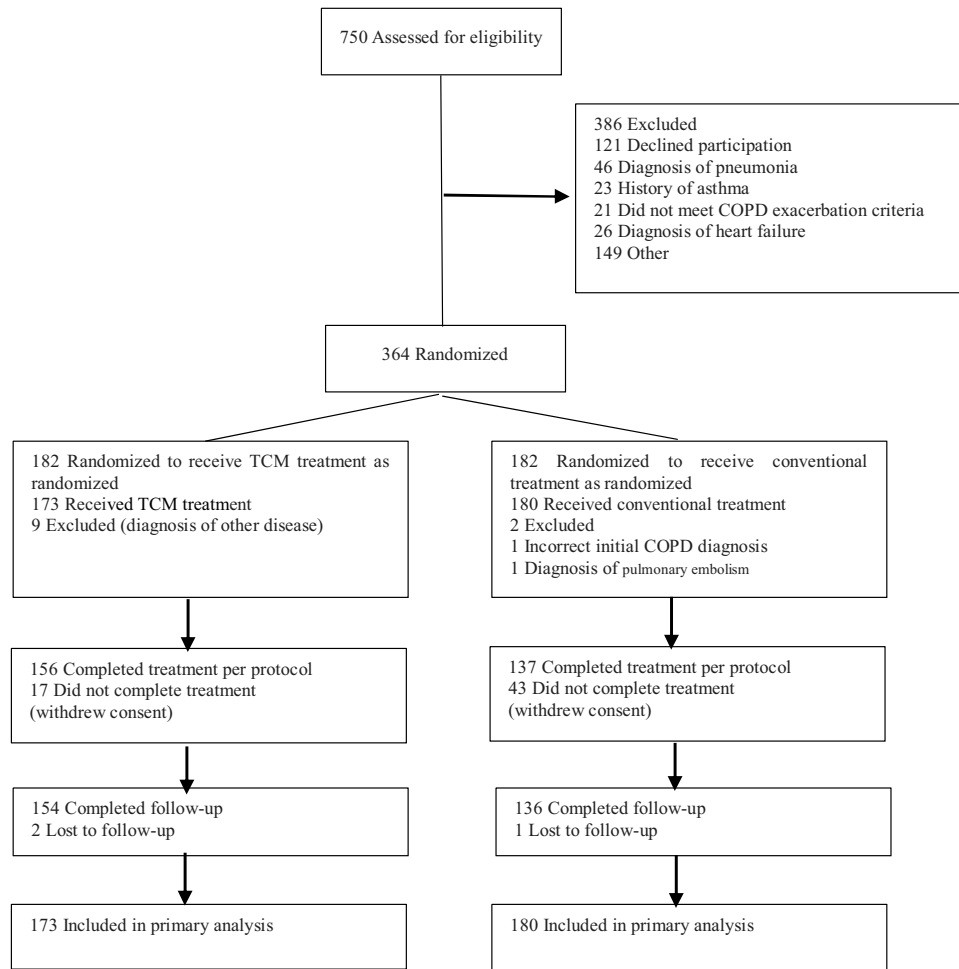 750 Assessed for eligibility
386 Excluded
121 Declined participation
46 Diagnosis of pneumonia
23 History of asthma
21 Did not meet COPD exacerbation criteria
26 Diagnosis of heart failure
149 Other
364 Randomized
182 Randomized to receive TCM treatment as
randomized
173 Received TCM treatment
9 Excluded (diagnosis of other disease)
182 Randomized to receive conventional
treatment as randomized
180 Received conventional treatment
2 Excluded
1 Incorrect initial COPD diagnosis
1 Diagnosis of pulmonary embolism
156 Completed treatment per protocol
17 Did not complete treatment
(withdrew consent)
137 Completed treatment per protocol
43 Did not complete treatment
(withdrew consent)
154 Completed follow-up
2 Lost to follow-up
136 Completed follow-up
1 Lost to follow-up
173 Included in primary analysis
180 Included in primary analysis